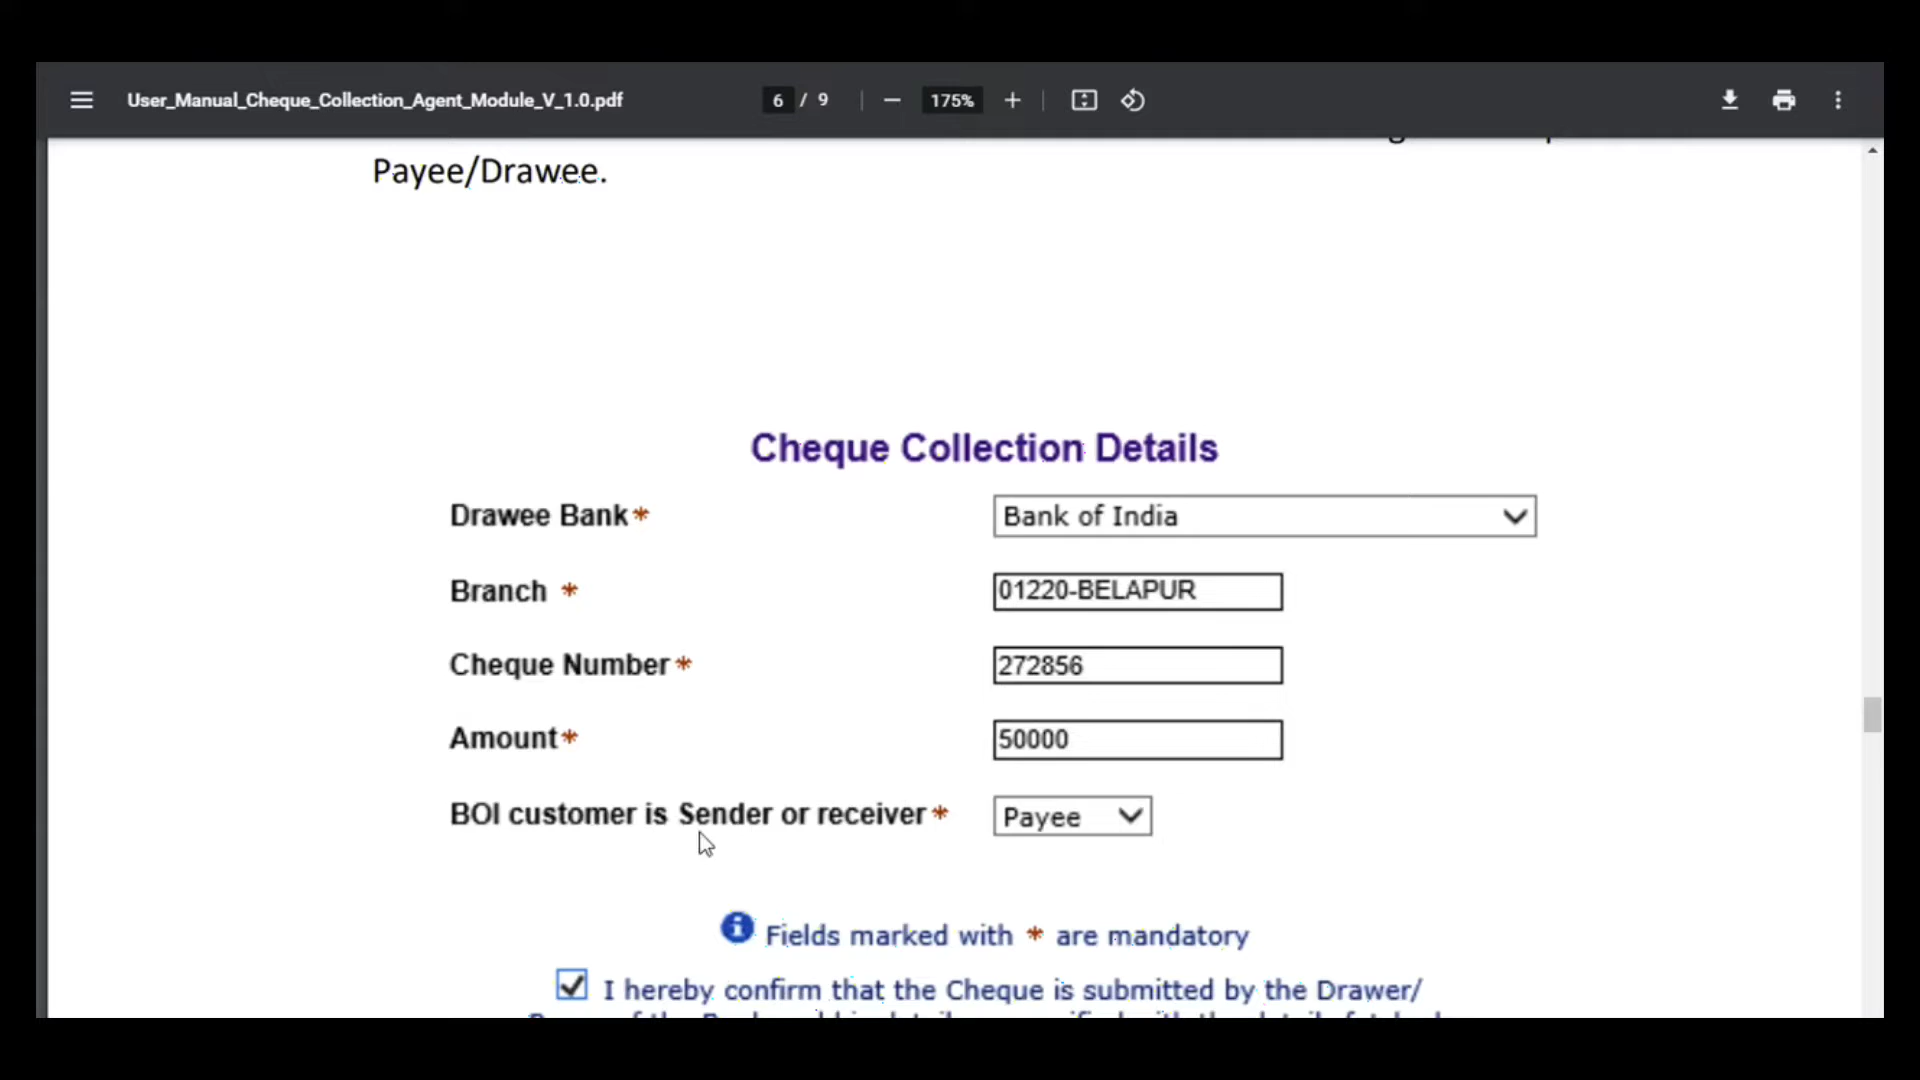 User_Manual_Cheque_Collection_Agent_Module_V_1.0.pdf 6 / 9 175%
Payee/Drawee.
Cheque Collection Details
Drawee Bank* Bank of India
Branch * 01220-BELAPUR
Cheque Number* 272856
Amount* 50000
BOI customer is Sender or receiver* Payee
Fields marked with * are mandatory
I hereby confirm that the Cheque is submitted by the Drawer/